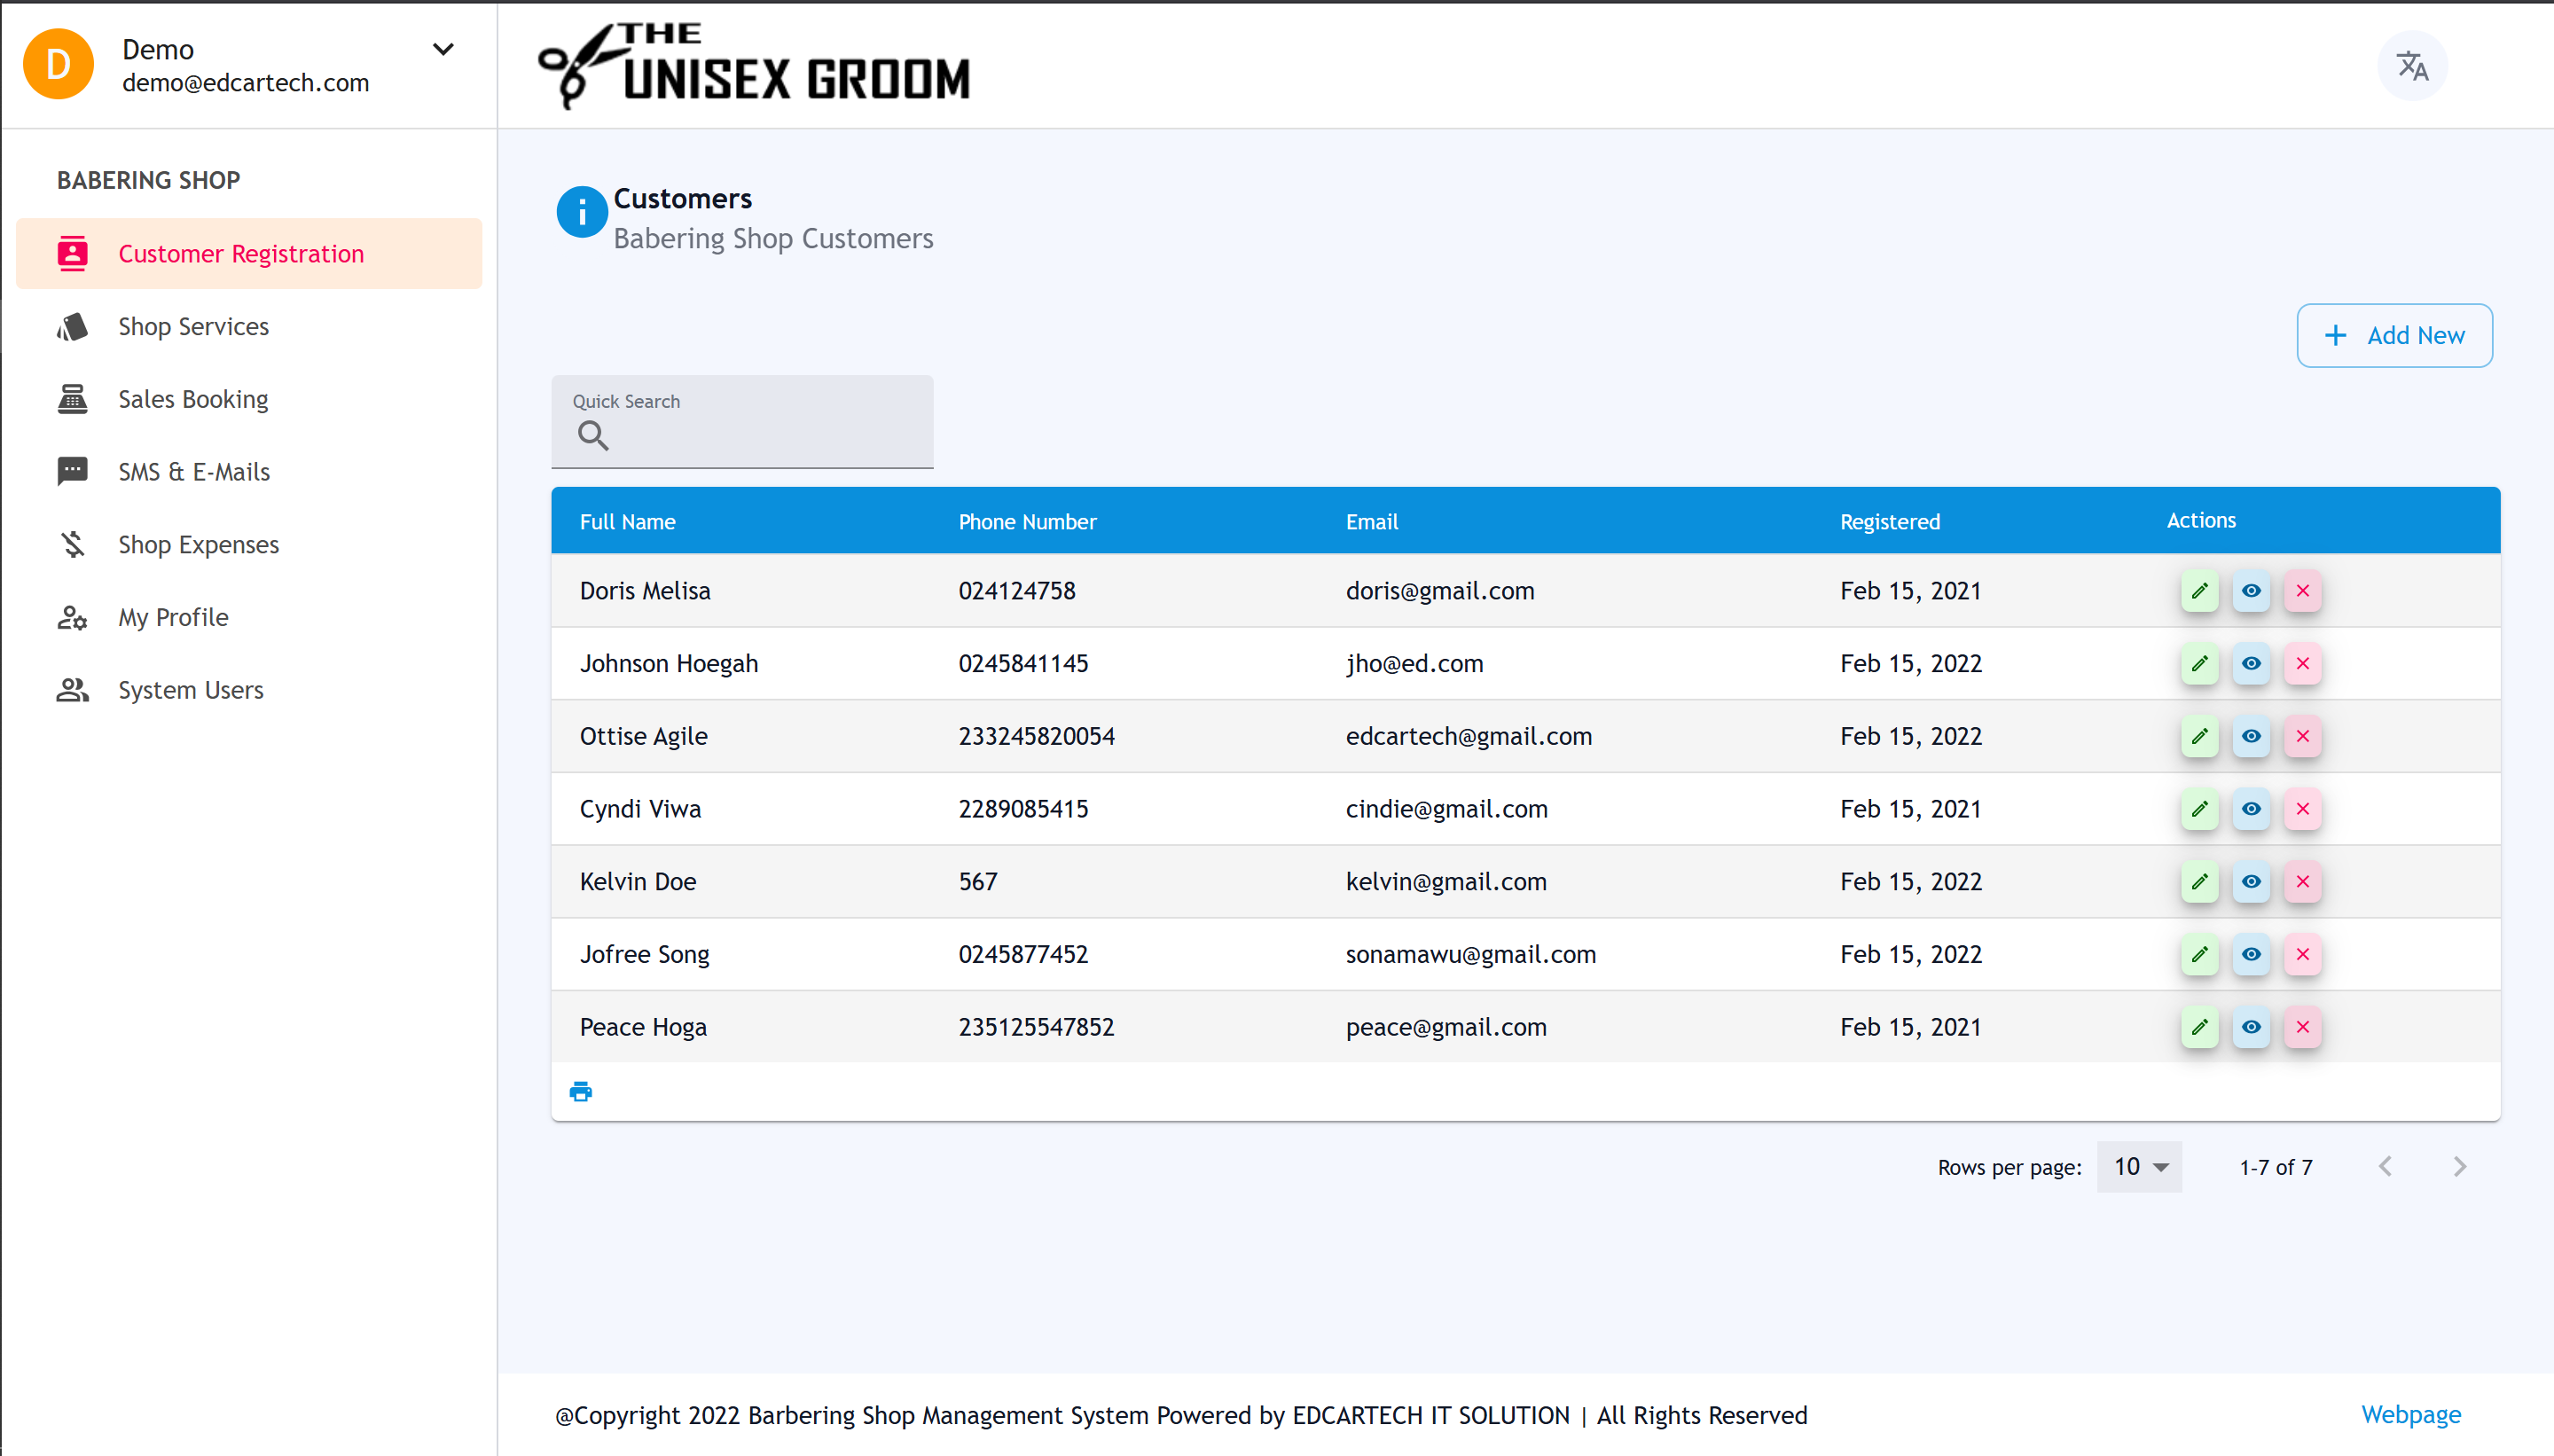 D
Demo
demo@edcartech.com
THE
UNISEX GROOM
BABERING SHOP
Customer Registration
Shop Services
Sales Booking
SMS & E-Mails
Shop Expenses
My Profile
System Users
Customers
Babering Shop Customers
Add New
Quick Search
Full Name Phone Number Email Registered Actions
Doris Melisa 024124758 doris@gmail.com Feb 15, 2021
Johnson Hoegah 0245841145 jho@ed.com Feb 15, 2022
Ottise Agile 233245820054 edcartech@gmail.com Feb 15, 2022
Cyndi Viwa 2289085415 cindie@gmail.com Feb 15, 2021
Kelvin Doe 567 kelvin@gmail.com Feb 15, 2022
Jofree Song 0245877452 sonamawu@gmail.com Feb 15, 2022
Peace Hoga 235125547852 peace@gmail.com Feb 15, 2021
Rows per page: 10 1-7 of 7
@Copyright 2022 Barbering Shop Management System Powered by EDCARTECH IT SOLUTION | All Rights Reserved
Webpage